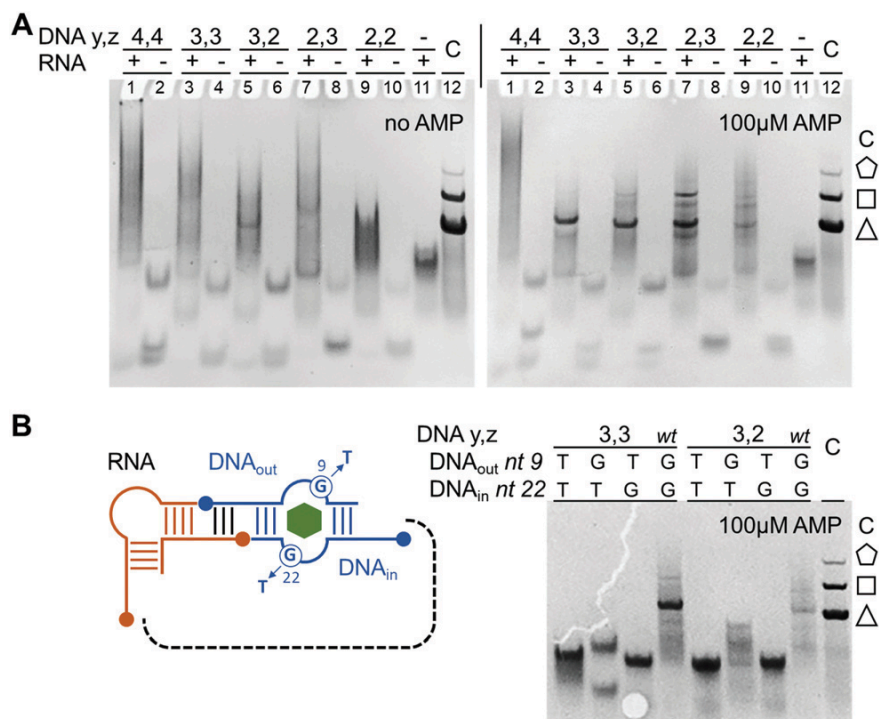 A
DNA y,z 4,4 3,3 3,2 2,3 2,2 - C 4,4 3,3 3,2 2,3 2,2 - C
RNA + - + - + - + - + - + + - + - + - + - + - +
1 2 3 4 5 6 7 8 9 10 11 12 1 2 3 4 5 6 7 8 9 10 11 12
no AMP 100µM AMP
C
B
DNA y,z 3,3 wt 3,2 wt C
DNAout nt 9 T G T G T G T G
DNAin nt 22 T T G G T T G G
100µM AMP C
RNA DNAout
9 T
G
G
T 22 DNAin